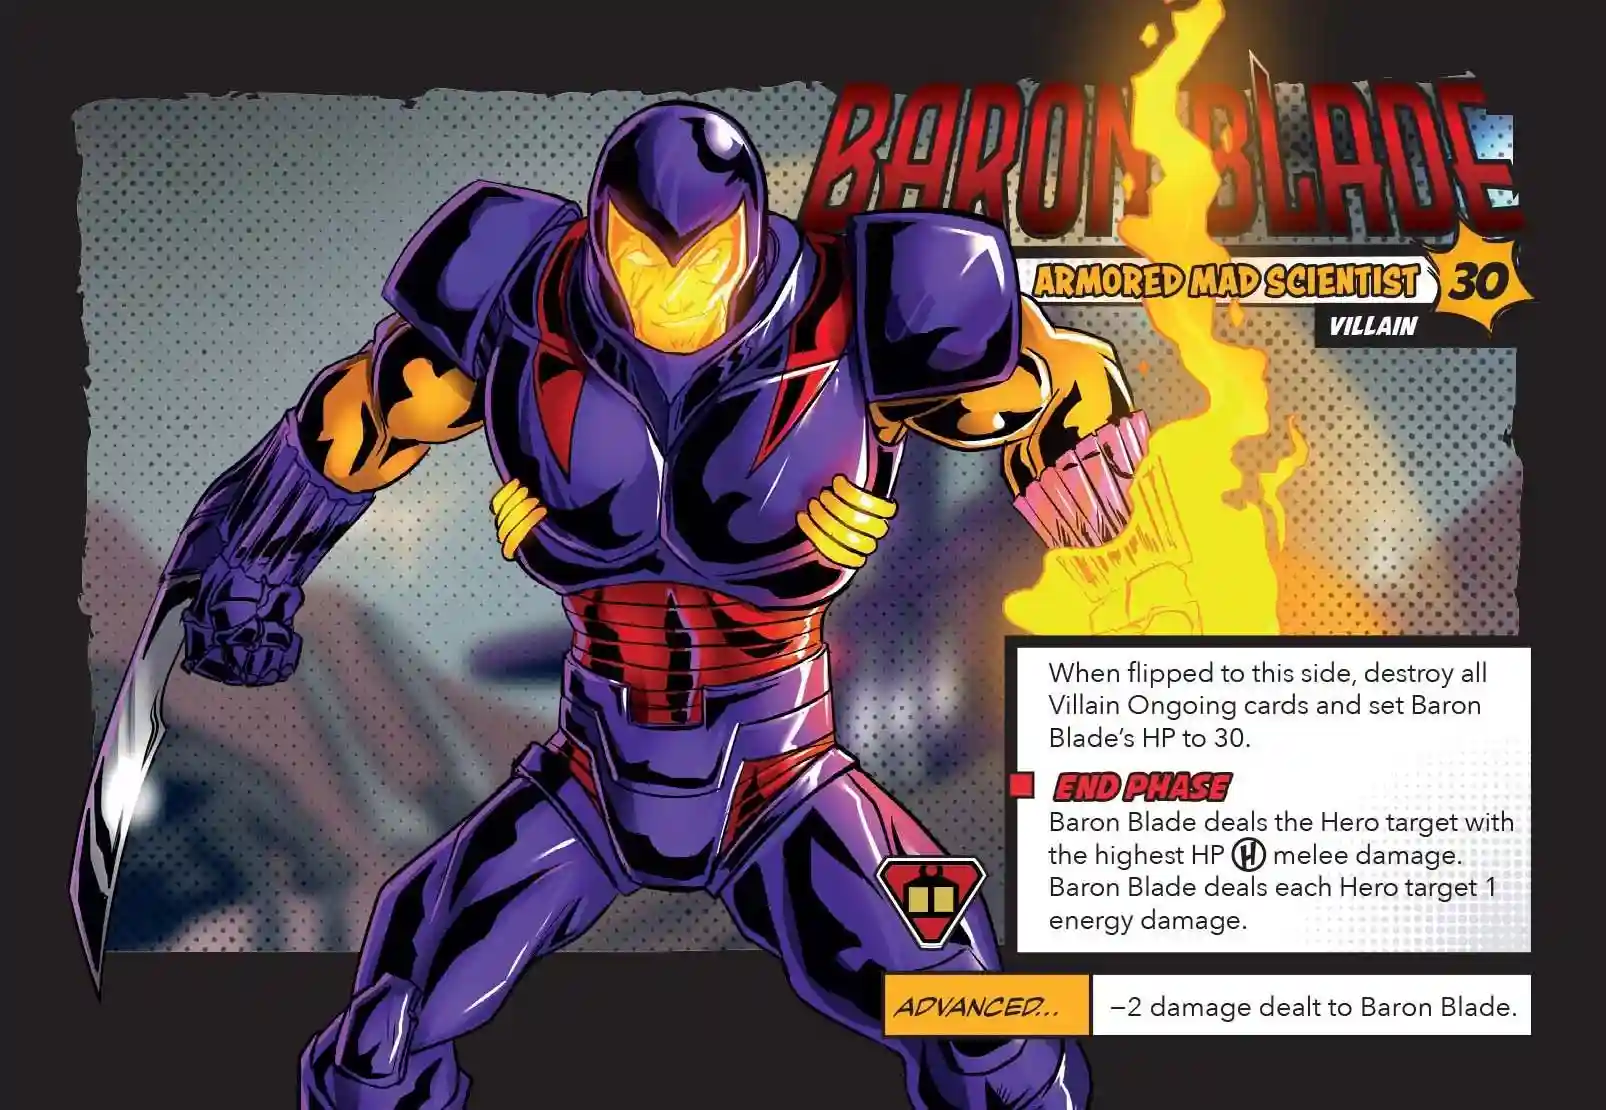 BARON BLADE
ARMORED MAD SCIENTIST 30
VILLAIN
When flipped to this side, destroy all
Villain Ongoing cards and set Baron
Blade's HP to 30.
END PHASE
Baron Blade deals the Hero target with
the highest HP Ⓗ melee damage.
Baron Blade deals each Hero target 1
energy damage.
ADVANCED... −2 damage dealt to Baron Blade.